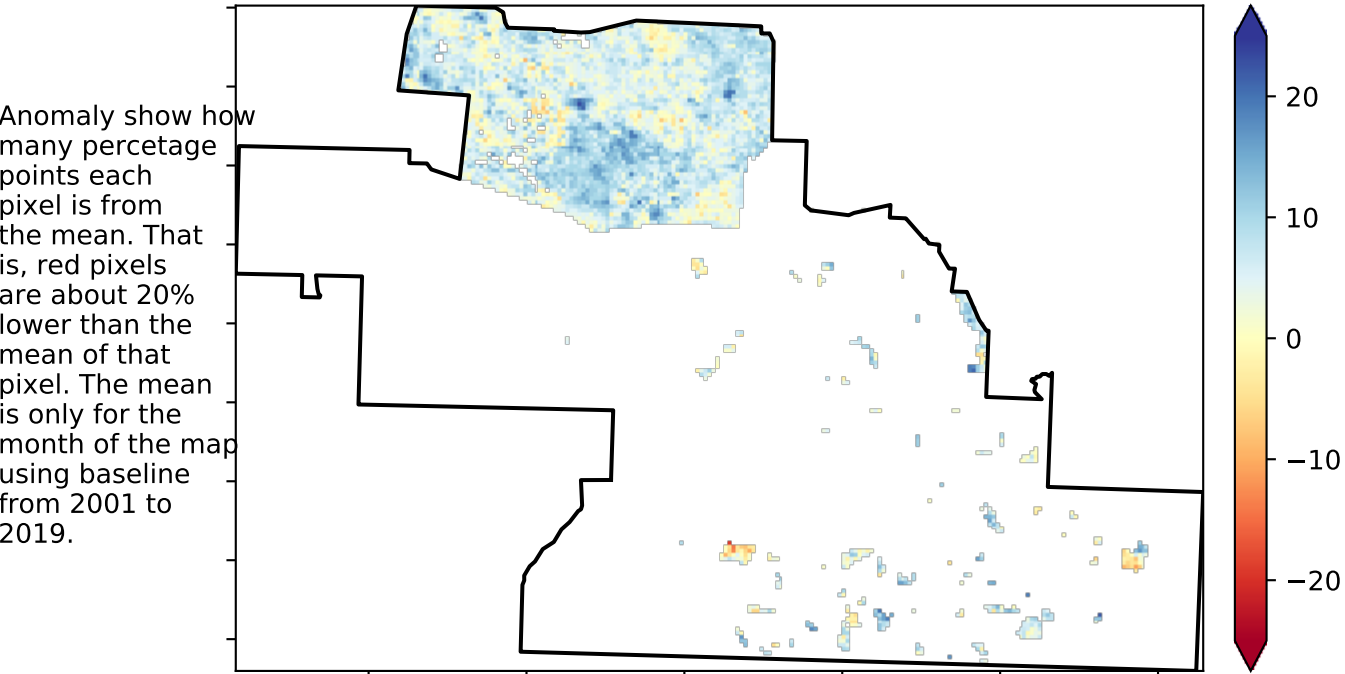 Anomaly show how
many percetage
points each
pixel is from
the mean. That
is, red pixels
are about 20%
lower than the
mean of that
pixel. The mean
is only for the
month of the map
using baseline
from 2001 to
2019.
20
10
0
−10
−20